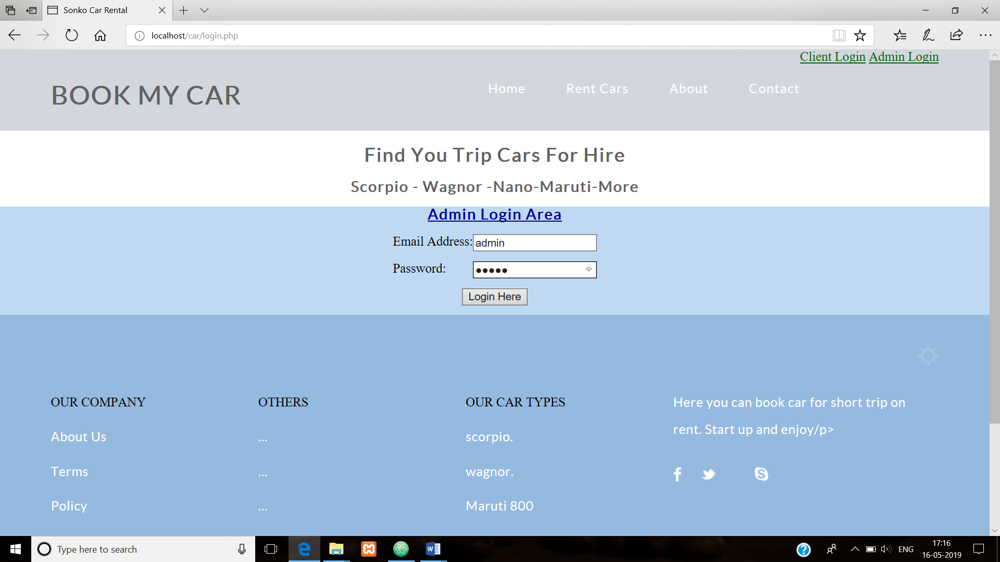 Sonko Car Rental
localhost/car/login.php
Client Login Admin Login
BOOK MY CAR
Home Rent Cars About Contact
Find You Trip Cars For Hire
Scorpio - Wagnor -Nano-Maruti-More
Admin Login Area
Email Address: admin
Password:
Login Here
OUR COMPANY
About Us
Terms
Policy
OTHERS
...
...
...
OUR CAR TYPES
scorpio.
wagnor.
Maruti 800
Here you can book car for short trip on
rent. Start up and enjoy/p>
Type here to search
ENG
17:16
16-05-2019